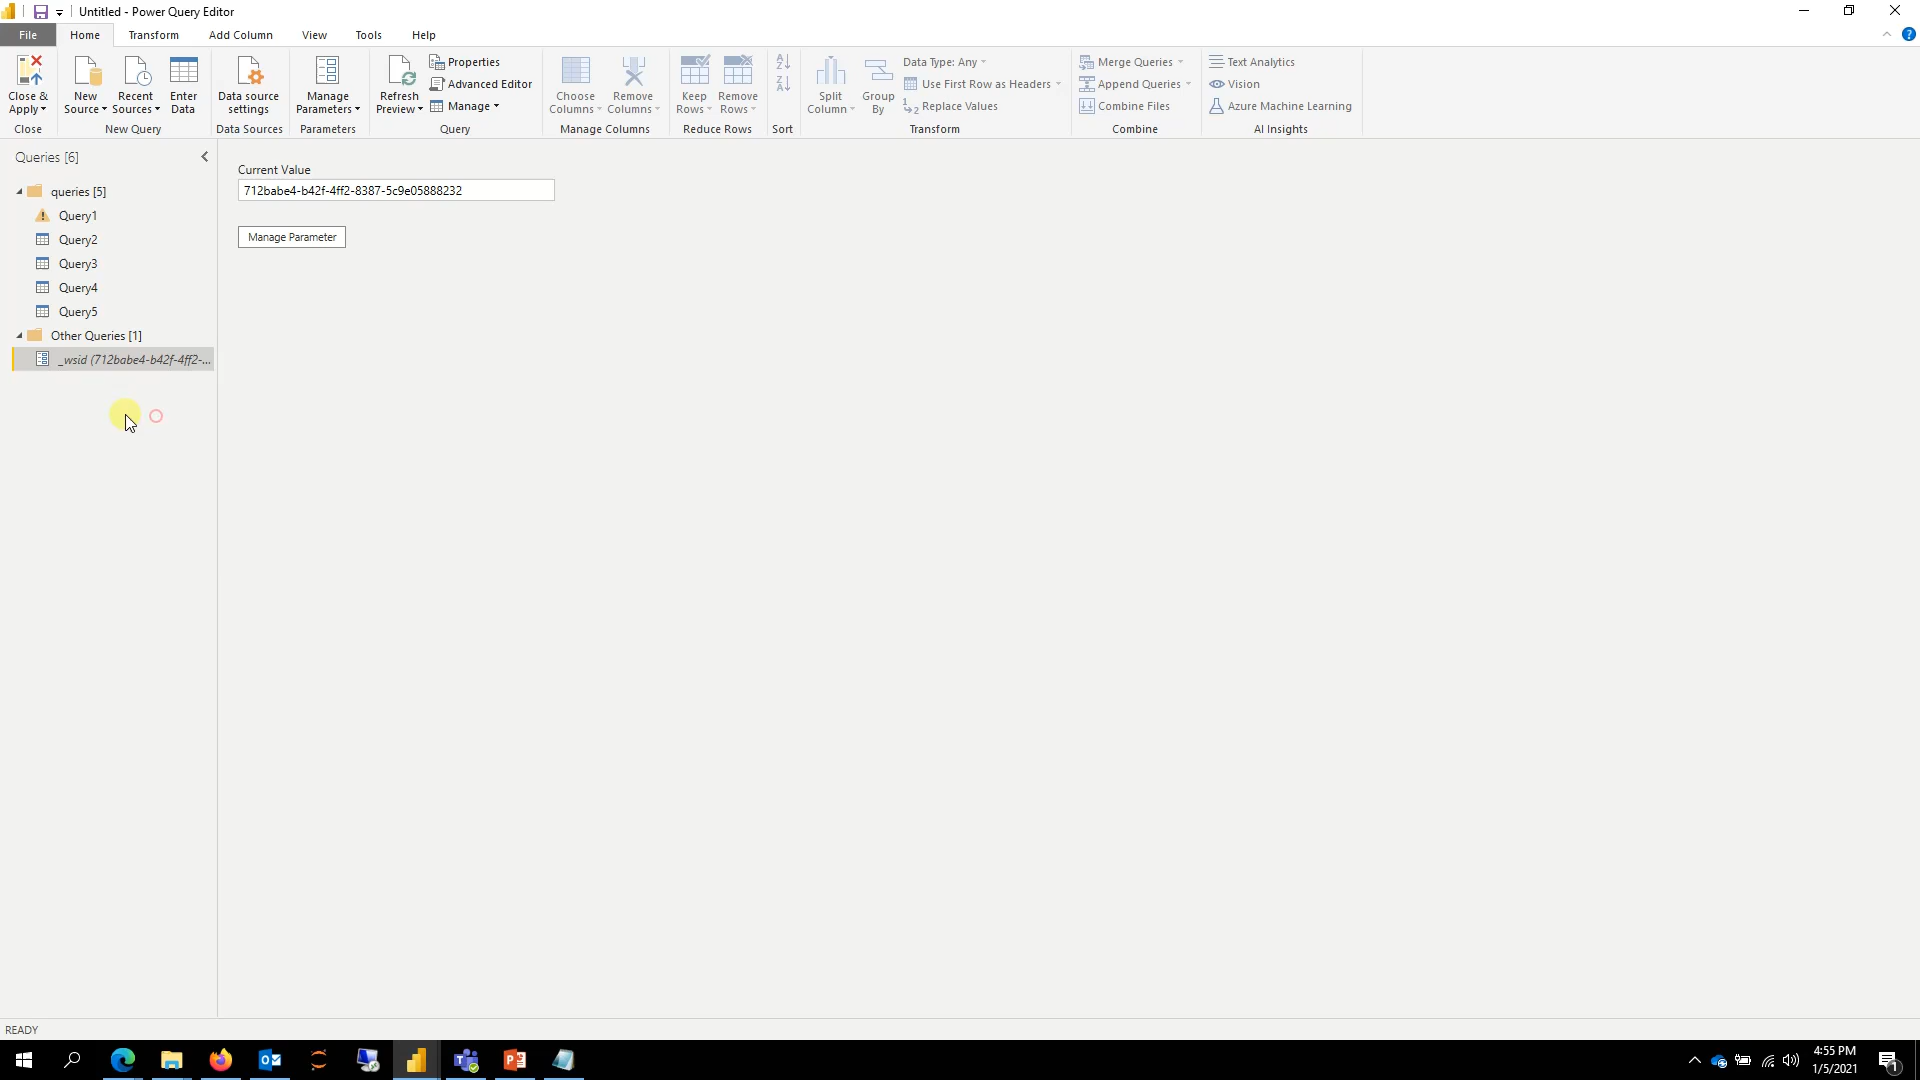 Untitled - Power Query Editor
File Home Transform Add Column View Tools Help
Close & Apply
Close
New Source
Recent Sources
Enter Data
New Query
Data source settings
Data Sources
Manage Parameters
Parameters
Refresh Preview
Properties
Advanced Editor
Manage
Query
Choose Columns
Remove Columns
Manage Columns
Keep Rows
Remove Rows
Reduce Rows
Sort
Split Column
Group By
Data Type: Any
Use First Row as Headers
Replace Values
Transform
Merge Queries
Append Queries
Combine Files
Combine
Text Analytics
Vision
Azure Machine Learning
AI Insights
Queries [6]
queries [5]
Query1
Query2
Query3
Query4
Query5
Other Queries [1]
_wsid (712babe4-b42f-4ff2-...
Current Value
712babe4-b42f-4ff2-8387-5c9e05888232
Manage Parameter
READY
4:55 PM
1/5/2021
1